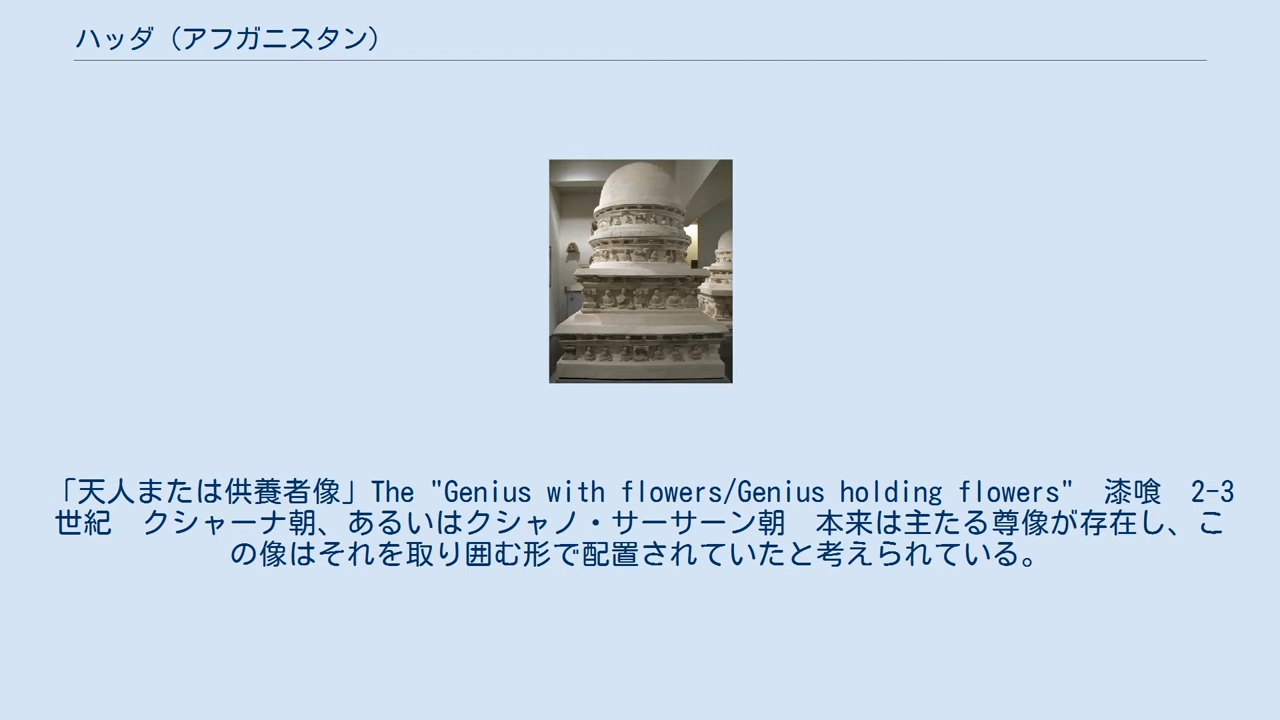 ハッダ（アフガニスタン）
「天人または供養者像」The "Genius with flowers/Genius holding flowers"　漆喰　2-3
世紀　クシャーナ朝、あるいはクシャノ・サーサーン朝　本来は主たる尊像が存在し、こ
の像はそれを取り囲む形で配置されていたと考えられている。